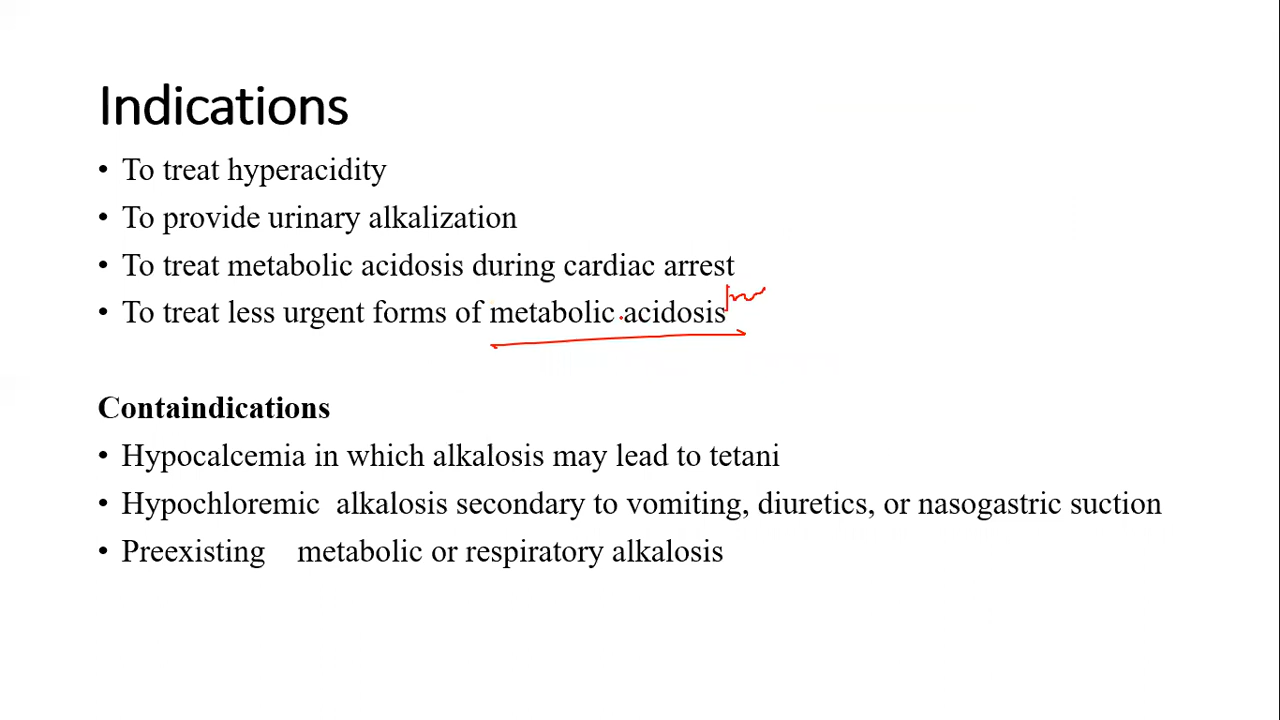 Indications
• To treat hyperacidity
• To provide urinary alkalization
• To treat metabolic acidosis during cardiac arrest
• To treat less urgent forms of metabolic acidosis
Containdications
• Hypocalcemia in which alkalosis may lead to tetani
• Hypochloremic alkalosis secondary to vomiting, diuretics, or nasogastric suction
• Preexisting metabolic or respiratory alkalosis